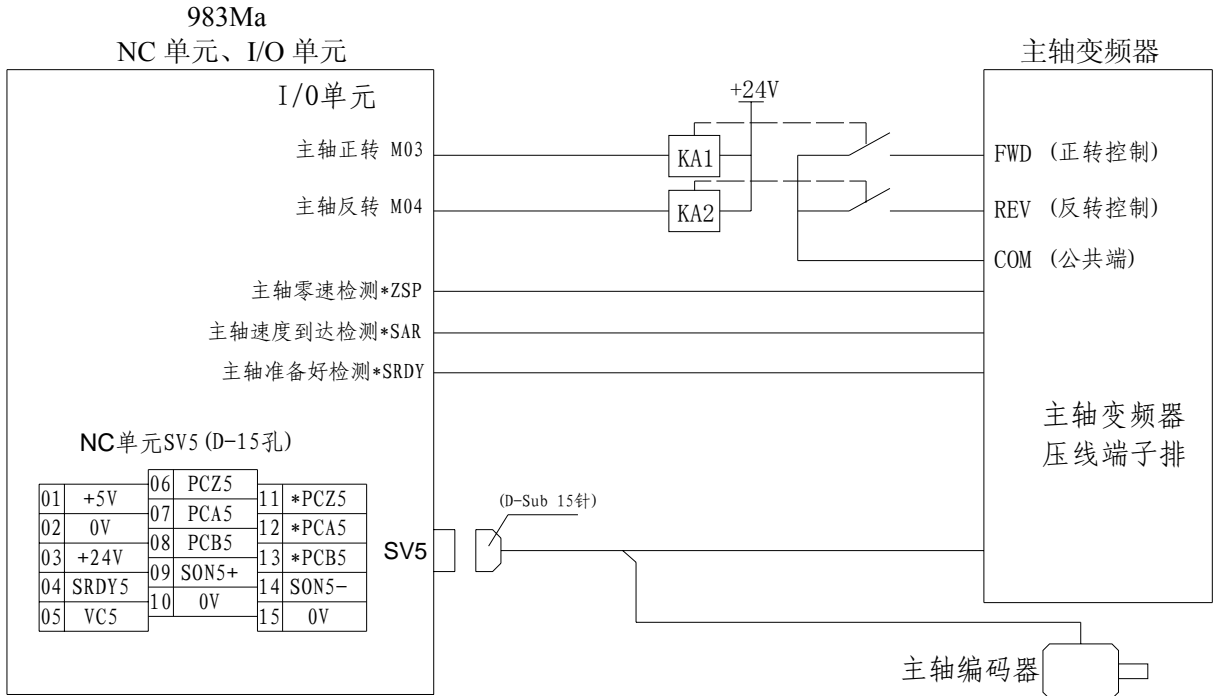 983Ma
NC 单元、I/O 单元
主轴变频器
I/O单元
+24V
主轴正转 M03
KA1
FWD (正转控制)
主轴反转 M04
KA2
REV (反转控制)
COM (公共端)
主轴零速检测*ZSP
主轴速度到达检测*SAR
主轴准备好检测*SRDY
主轴变频器
压线端子排
NC单元SV5(D-15孔)
01 +5V
02 0V
03 +24V
04 SRDY5
05 VC5
06 PCZ5
07 PCA5
08 PCB5
09 SON5+
10 0V
11 *PCZ5
12 *PCA5
13 *PCB5
14 SON5-
15 0V
SV5
(D-Sub 15针)
主轴编码器